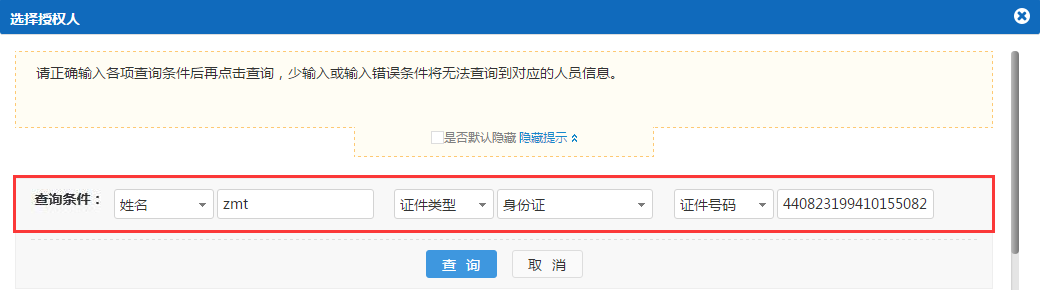 选择授权人
请正确输入各项查询条件后再点击查询，少输入或输入错误条件将无法查询到对应的人员信息。
是否默认隐藏 隐藏提示
查询条件： 姓名 zmt 证件类型 身份证 证件号码 440823199410155082
查 询 取 消